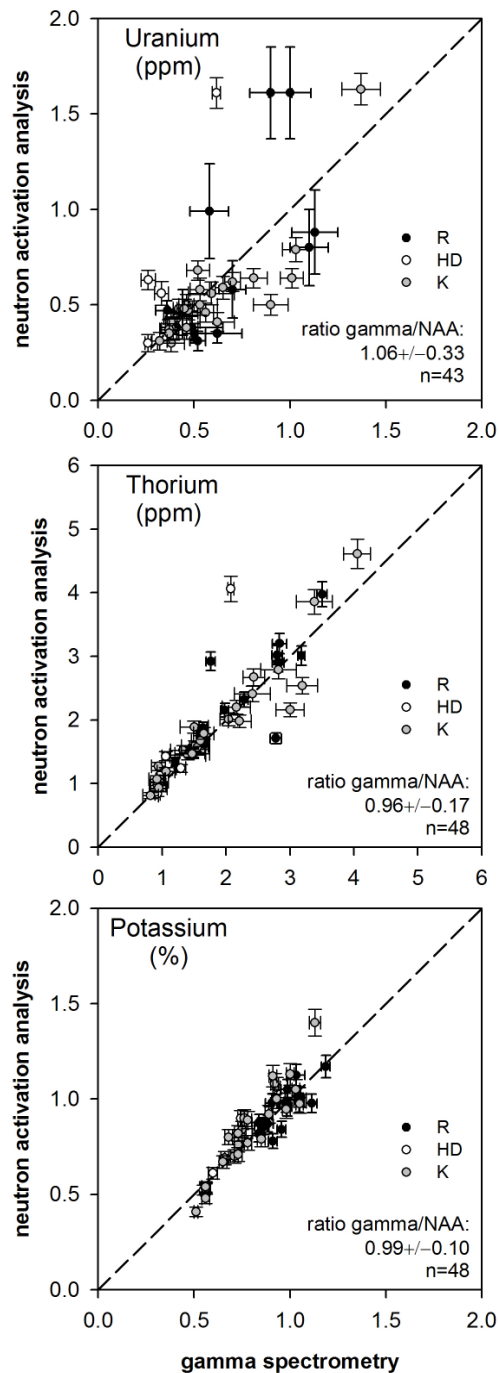 Uranium
(ppm)
neutron activation analysis
2.0
1.5
1.0
0.5
0.0
R
HD
K
ratio gamma/NAA:
1.06+/−0.33
n=43
0.0 0.5 1.0 1.5 2.0
Thorium
(ppm)
neutron activation analysis
6
5
4
3
2
1
0
R
HD
K
ratio gamma/NAA:
0.96+/−0.17
n=48
0 1 2 3 4 5 6
Potassium
(%)
neutron activation analysis
2.0
1.5
1.0
0.5
0.0
R
HD
K
ratio gamma/NAA:
0.99+/−0.10
n=48
0.0 0.5 1.0 1.5 2.0
gamma spectrometry